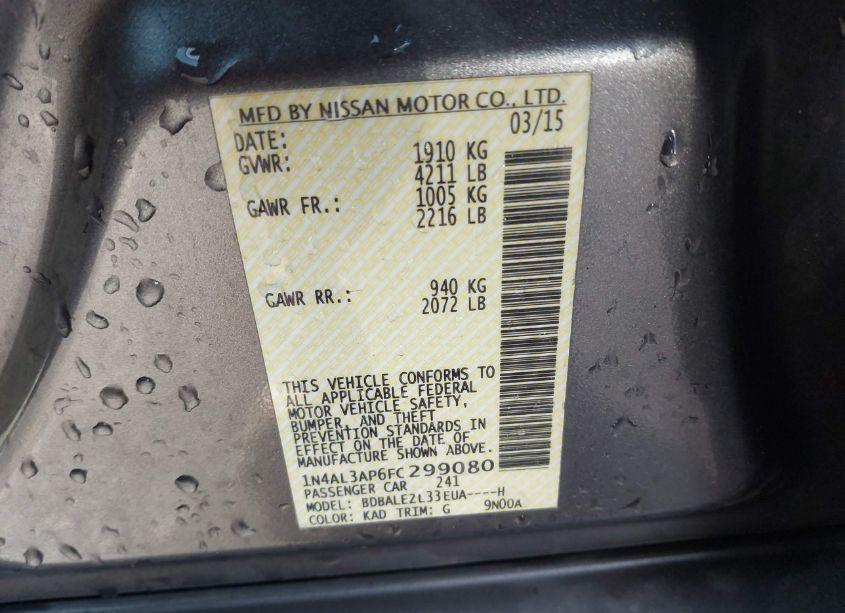 MFD BY NISSAN MOTOR CO., LTD.
DATE: 03/15
GVWR: 1910 KG
4211 LB
GAWR FR.: 1005 KG
2216 LB
GAWR RR.: 940 KG
2072 LB
THIS VEHICLE CONFORMS TO
ALL APPLICABLE FEDERAL
MOTOR VEHICLE SAFETY,
BUMPER, AND THEFT
PREVENTION STANDARDS IN
EFFECT ON THE DATE OF
MANUFACTURE SHOWN ABOVE.
1N4AL3AP6FC299080
PASSENGER CAR 241
MODEL: BDBALE2L33EUA----H
COLOR: KAD TRIM: G 9N00A